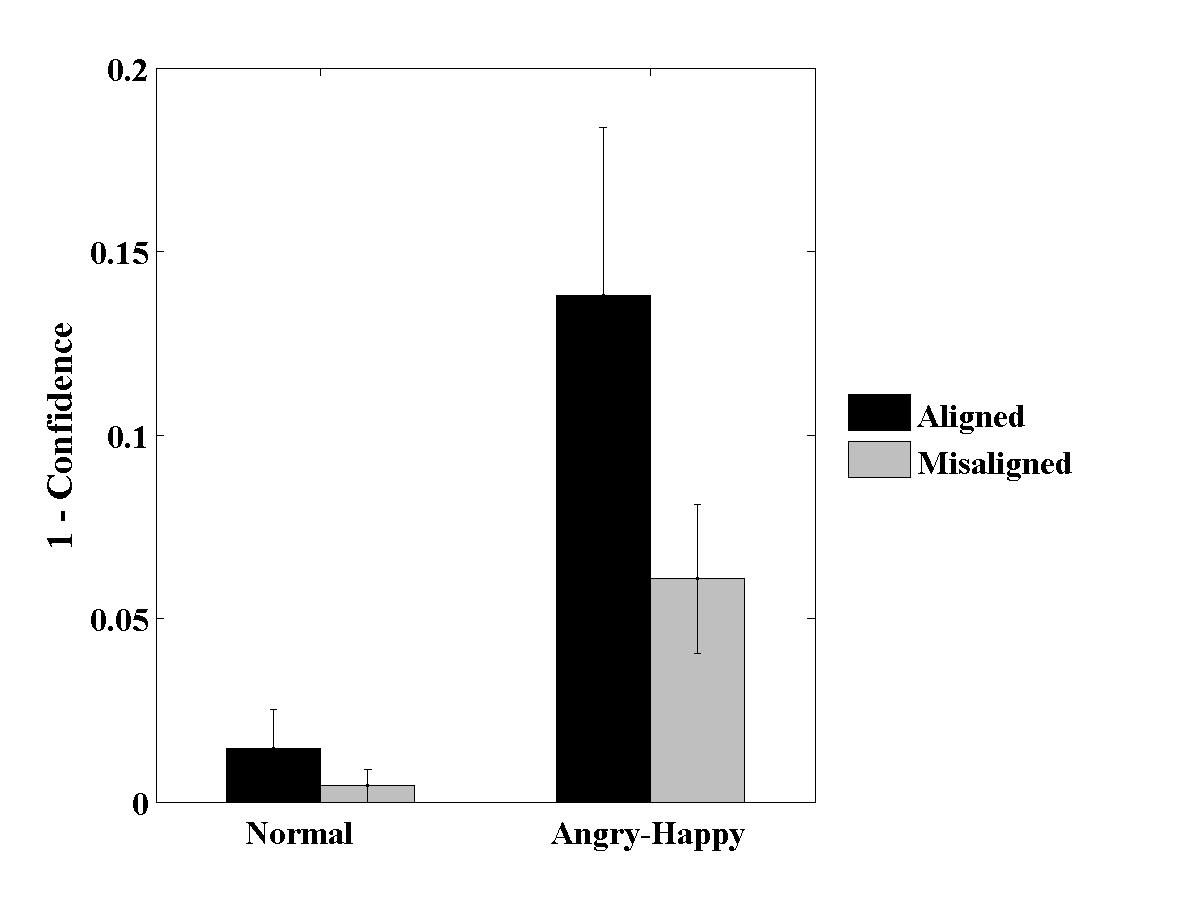 0.2
0.15
0.1
0.05
0
1 - Confidence
Normal
Angry-Happy
Aligned
Misaligned